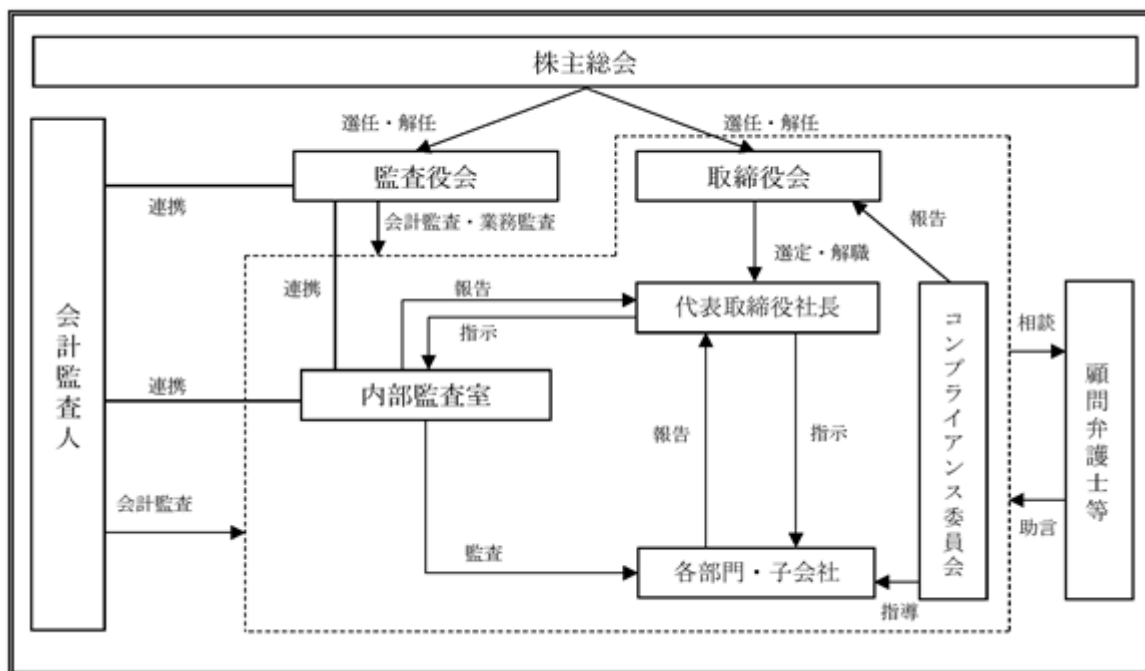 株主総会
選任・解任
選任・解任
監査役会
取締役会
連携
会計監査・業務監査
報告
選定・解職
連携
報告
代表取締役社長
指示
相談
会計監査人
コンプライアンス委員会
顧問弁護士等
連携
内部監査室
報告
指示
会計監査
助言
監査
各部門・子会社
指導